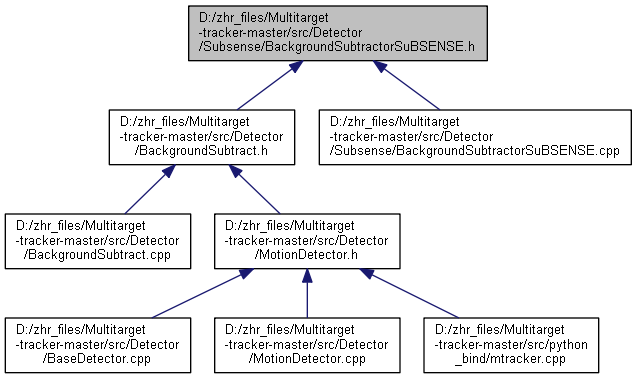 D:/zhr_files/Multitarget
-tracker-master/src/Detector
/Subsense/BackgroundSubtractorSuBSENSE.h
D:/zhr_files/Multitarget
-tracker-master/src/Detector
/BackgroundSubtract.h
D:/zhr_files/Multitarget
-tracker-master/src/Detector
/Subsense/BackgroundSubtractorSuBSENSE.cpp
D:/zhr_files/Multitarget
-tracker-master/src/Detector
/BackgroundSubtract.cpp
D:/zhr_files/Multitarget
-tracker-master/src/Detector
/MotionDetector.h
D:/zhr_files/Multitarget
-tracker-master/src/Detector
/BaseDetector.cpp
D:/zhr_files/Multitarget
-tracker-master/src/Detector
/MotionDetector.cpp
D:/zhr_files/Multitarget
-tracker-master/src/python
_bind/mtracker.cpp